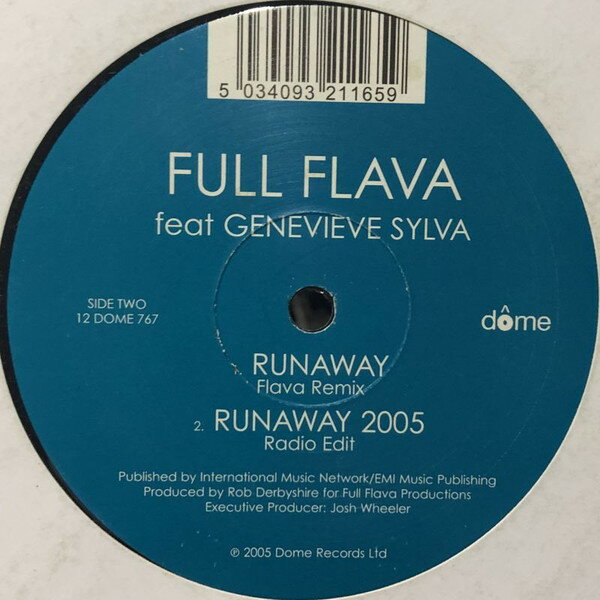 5 034093 211659
FULL FLAVA
feat GENEVIEVE SYLVA
SIDE TWO
12 DOME 767
dôme
RUNAWAY
Flava Remix
2. RUNAWAY 2005
Radio Edit
Published by International Music Network/EMI Music Publishing
Produced by Rob Derbyshire for Full Flava Productions
Executive Producer: Josh Wheeler
℗ 2005 Dome Records Ltd